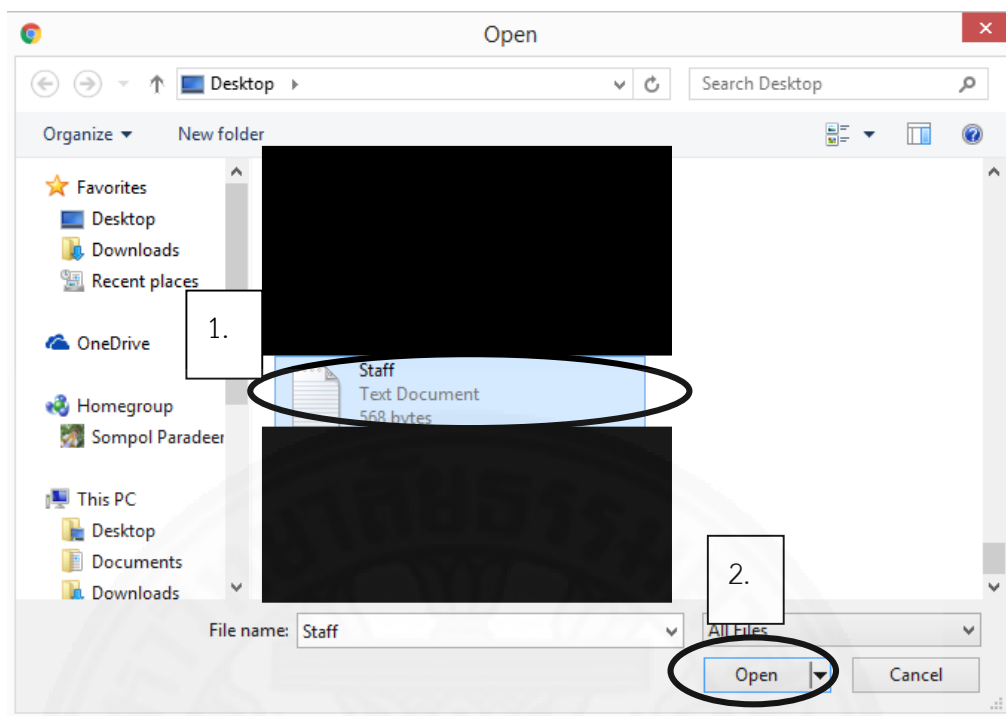 Open
Desktop
Search Desktop
Organize
New folder
Favorites
Desktop
Downloads
Recent places
1.
OneDrive
Staff
Text Document
568 bytes
Homegroup
Sompol Paradeer
This PC
Desktop
Documents
Downloads
2.
File name:
Staff
All Files
Open
Cancel